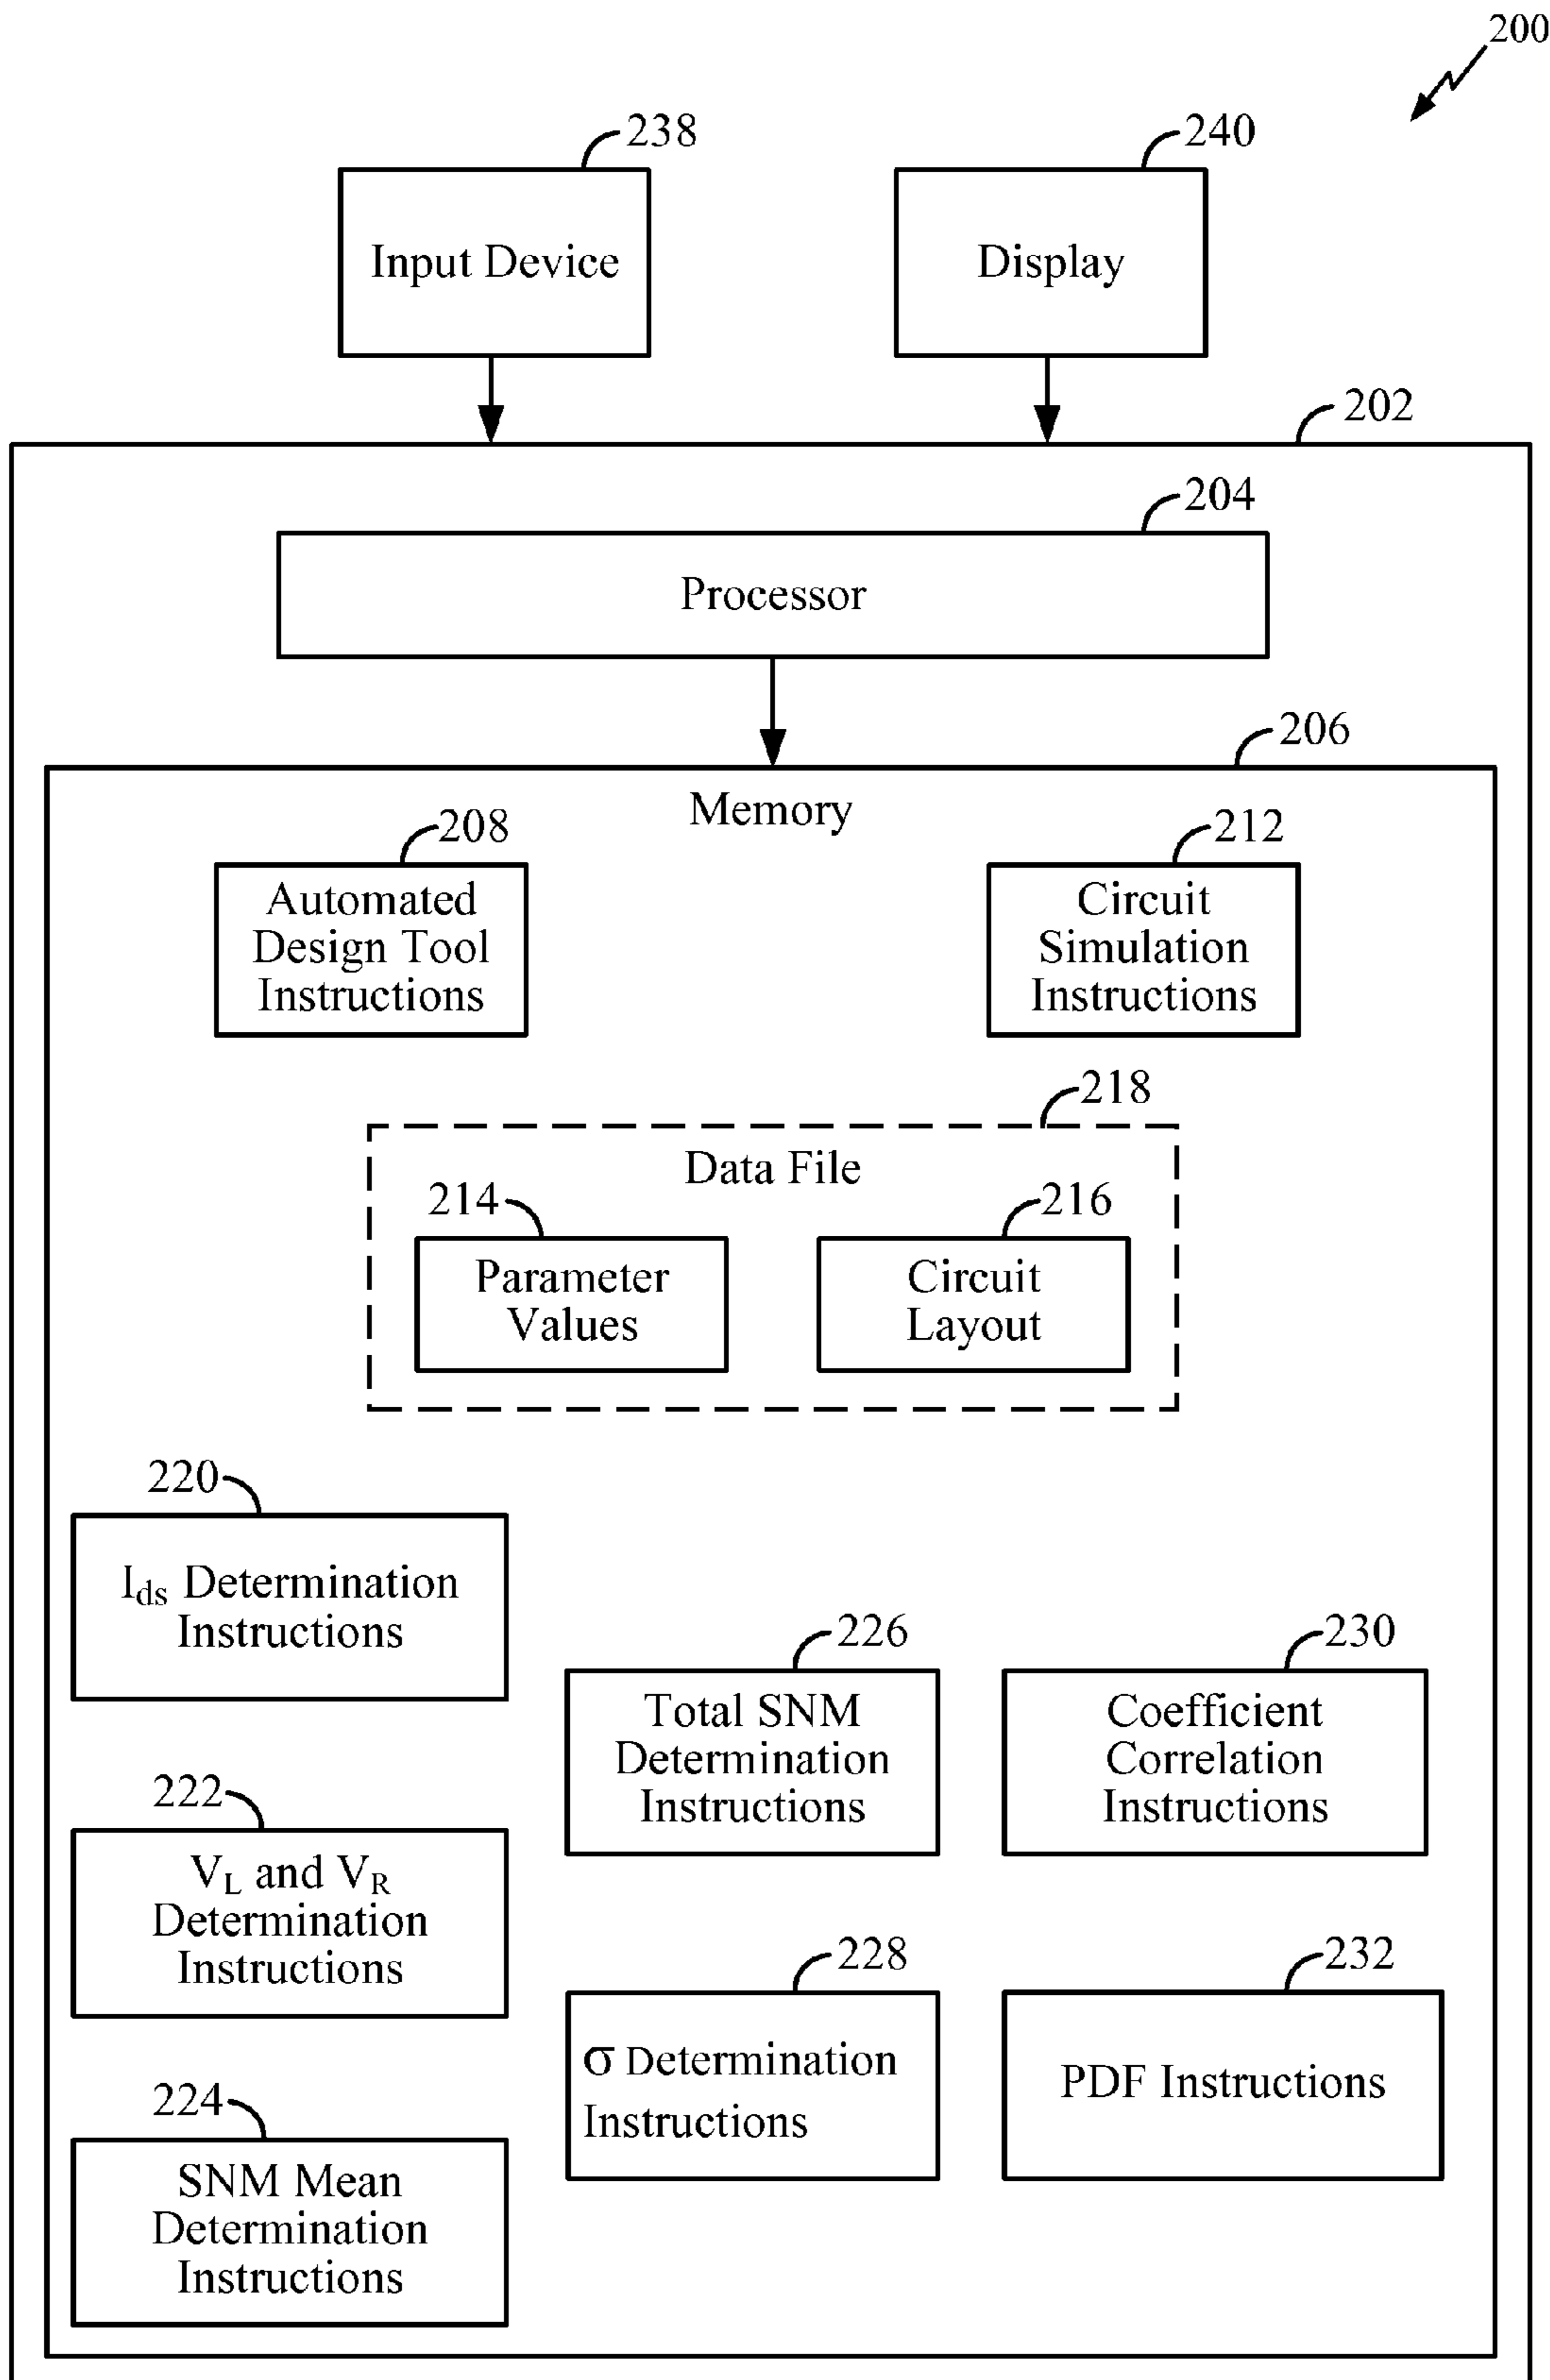 200
238
240
Input Device
Display
202
204
Processor
206
Memory
208
212
Automated
Design Tool
Instructions
Circuit
Simulation
Instructions
218
Data File
214
216
Parameter
Values
Circuit
Layout
220
Ids Determination
Instructions
226
230
Total SNM
Determination
Instructions
Coefficient
Correlation
Instructions
222
VL and VR
Determination
Instructions
228
232
σ Determination
Instructions
PDF Instructions
224
SNM Mean
Determination
Instructions